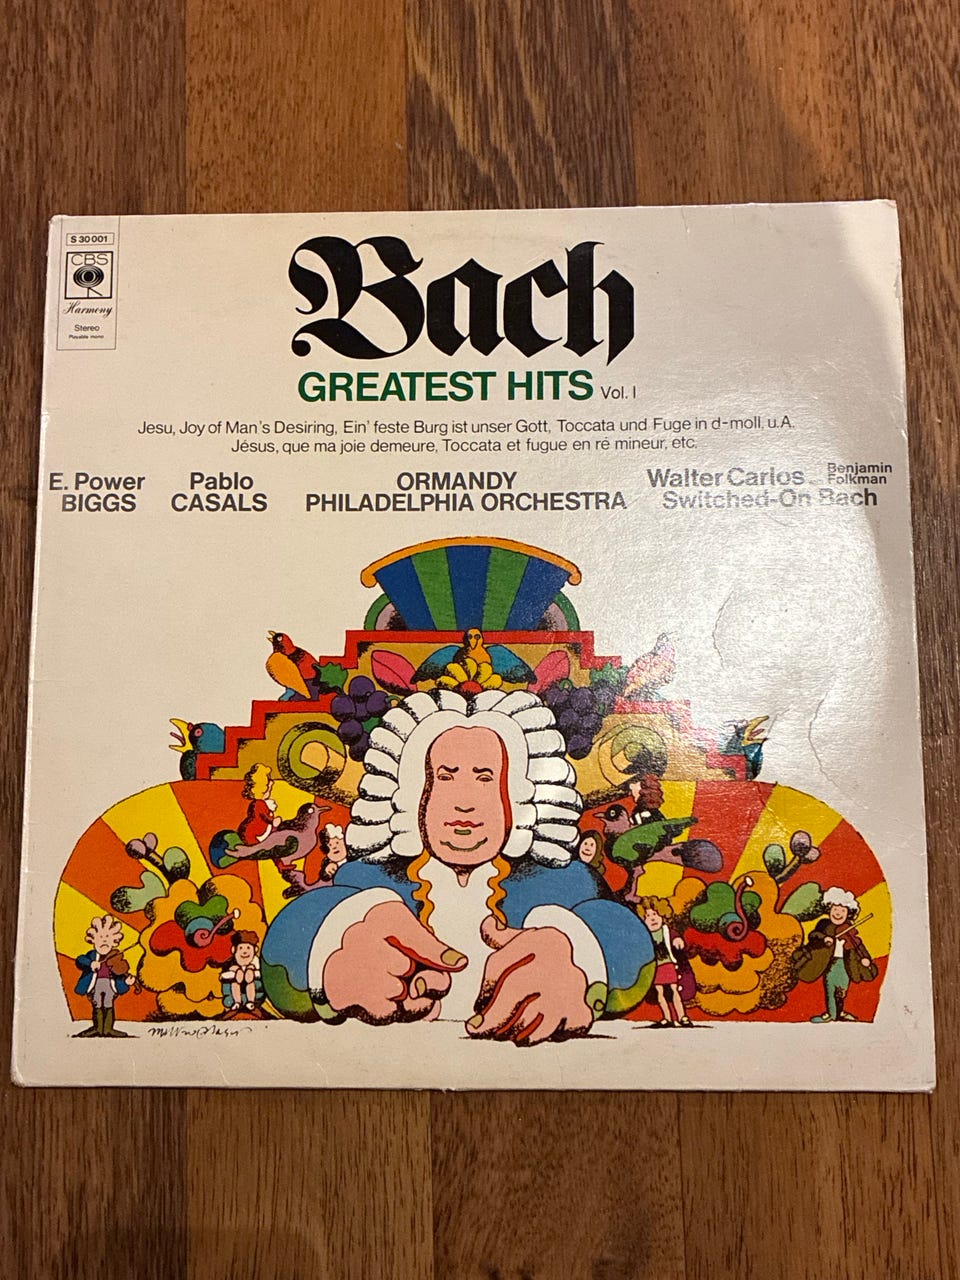 S 30 001
CBS
Harmony
Stereo
Playable mono
Bach
GREATEST HITS Vol. I
Jesu, Joy of Man's Desiring, Ein' feste Burg ist unser Gott, Toccata und Fuge in d-moll, u.A.
Jésus, que ma joie demeure, Toccata et fugue en ré mineur, etc.
E. Power
BIGGS
Pablo
CASALS
ORMANDY
PHILADELPHIA ORCHESTRA
Walter Carlos
Switched-On Bach
Benjamin
Folkman